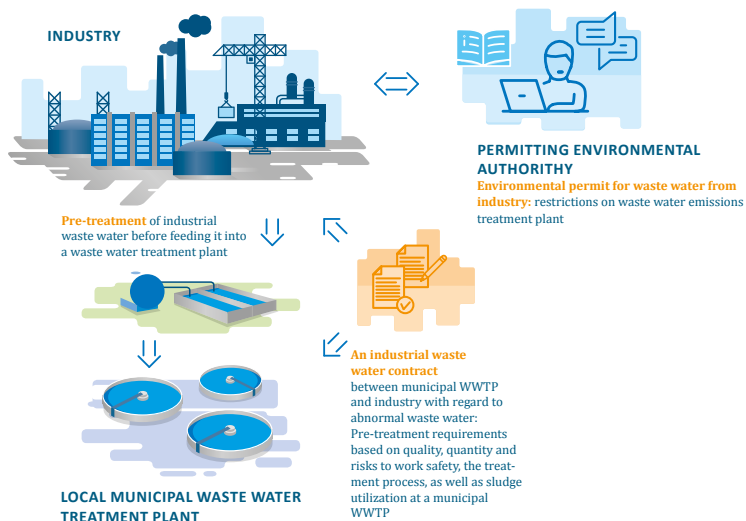 INDUSTRY
PERMITTING ENVIRONMENTAL
AUTHORITHY
Environmental permit for waste water from
industry: restrictions on waste water emissions
treatment plant
Pre-treatment of industrial
waste water before feeding it into
a waste water treatment plant
An industrial waste
water contract
between municipal WWTP
and industry with regard to
abnormal waste water:
Pre-treatment requirements
based on quality, quantity and
risks to work safety, the treat-
ment process, as well as sludge
utilization at a municipal
WWTP
LOCAL MUNICIPAL WASTE WATER
TREATMENT PLANT